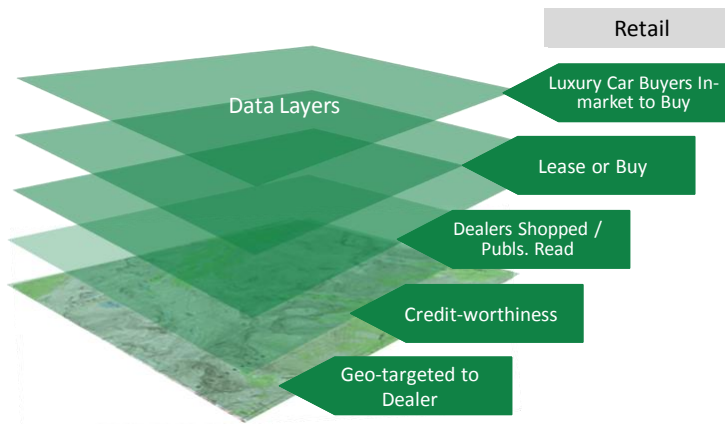 Retail
Data Layers
Luxury Car Buyers In-
market to Buy
Lease or Buy
Dealers Shopped /
Publs. Read
Credit-worthiness
Geo-targeted to
Dealer